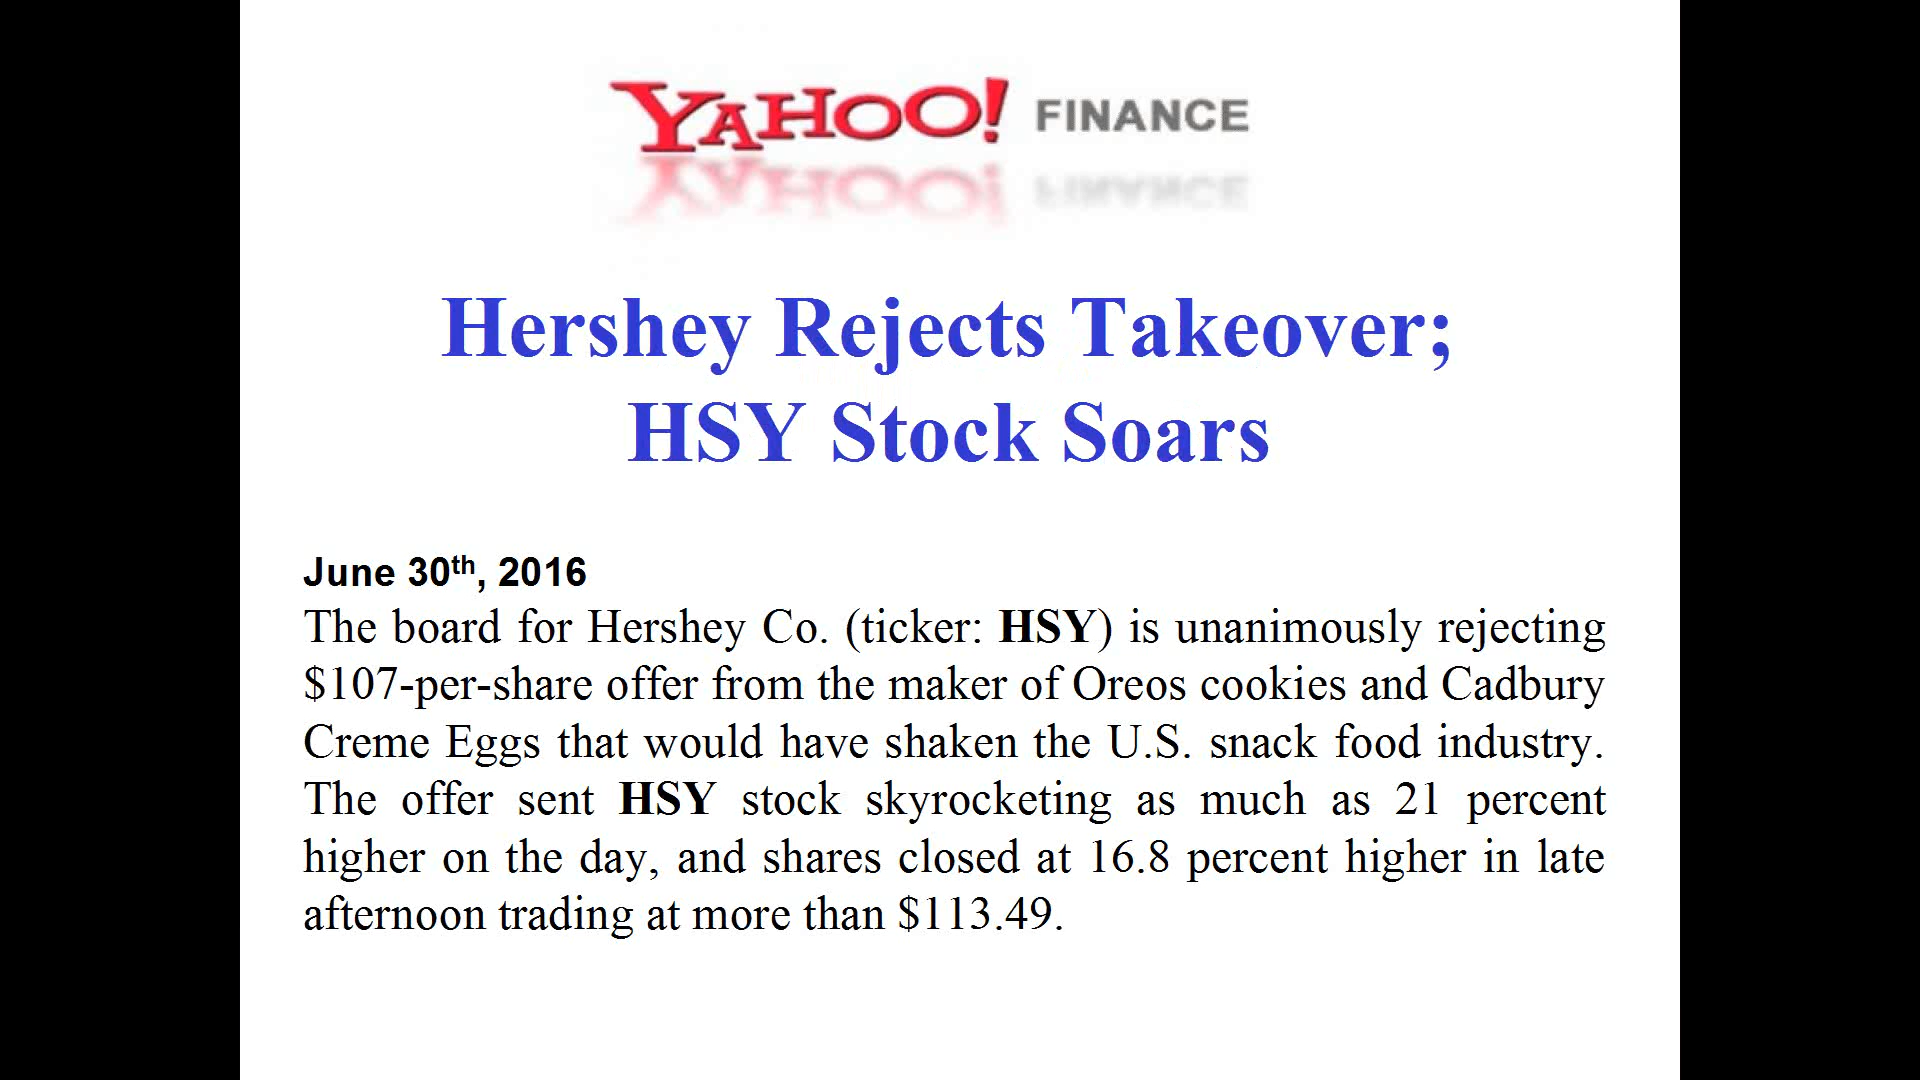 YAHOO! FINANCE
Hershey Rejects Takeover;
HSY Stock Soars
June 30th, 2016
The board for Hershey Co. (ticker: HSY) is unanimously rejecting
$107-per-share offer from the maker of Oreos cookies and Cadbury
Creme Eggs that would have shaken the U.S. snack food industry.
The offer sent HSY stock skyrocketing as much as 21 percent
higher on the day, and shares closed at 16.8 percent higher in late
afternoon trading at more than $113.49.